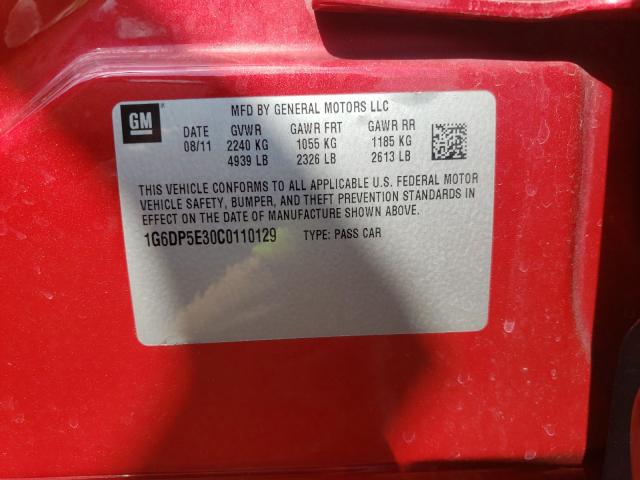 GM
MFD BY GENERAL MOTORS LLC
DATE GVWR GAWR FRT GAWR RR
08/11 2240 KG 1055 KG 1185 KG
4939 LB 2326 LB 2613 LB
THIS VEHICLE CONFORMS TO ALL APPLICABLE U.S. FEDERAL MOTOR
VEHICLE SAFETY, BUMPER, AND THEFT PREVENTION STANDARDS IN
EFFECT ON THE DATE OF MANUFACTURE SHOWN ABOVE.
1G6DP5E30C0110129 TYPE: PASS CAR